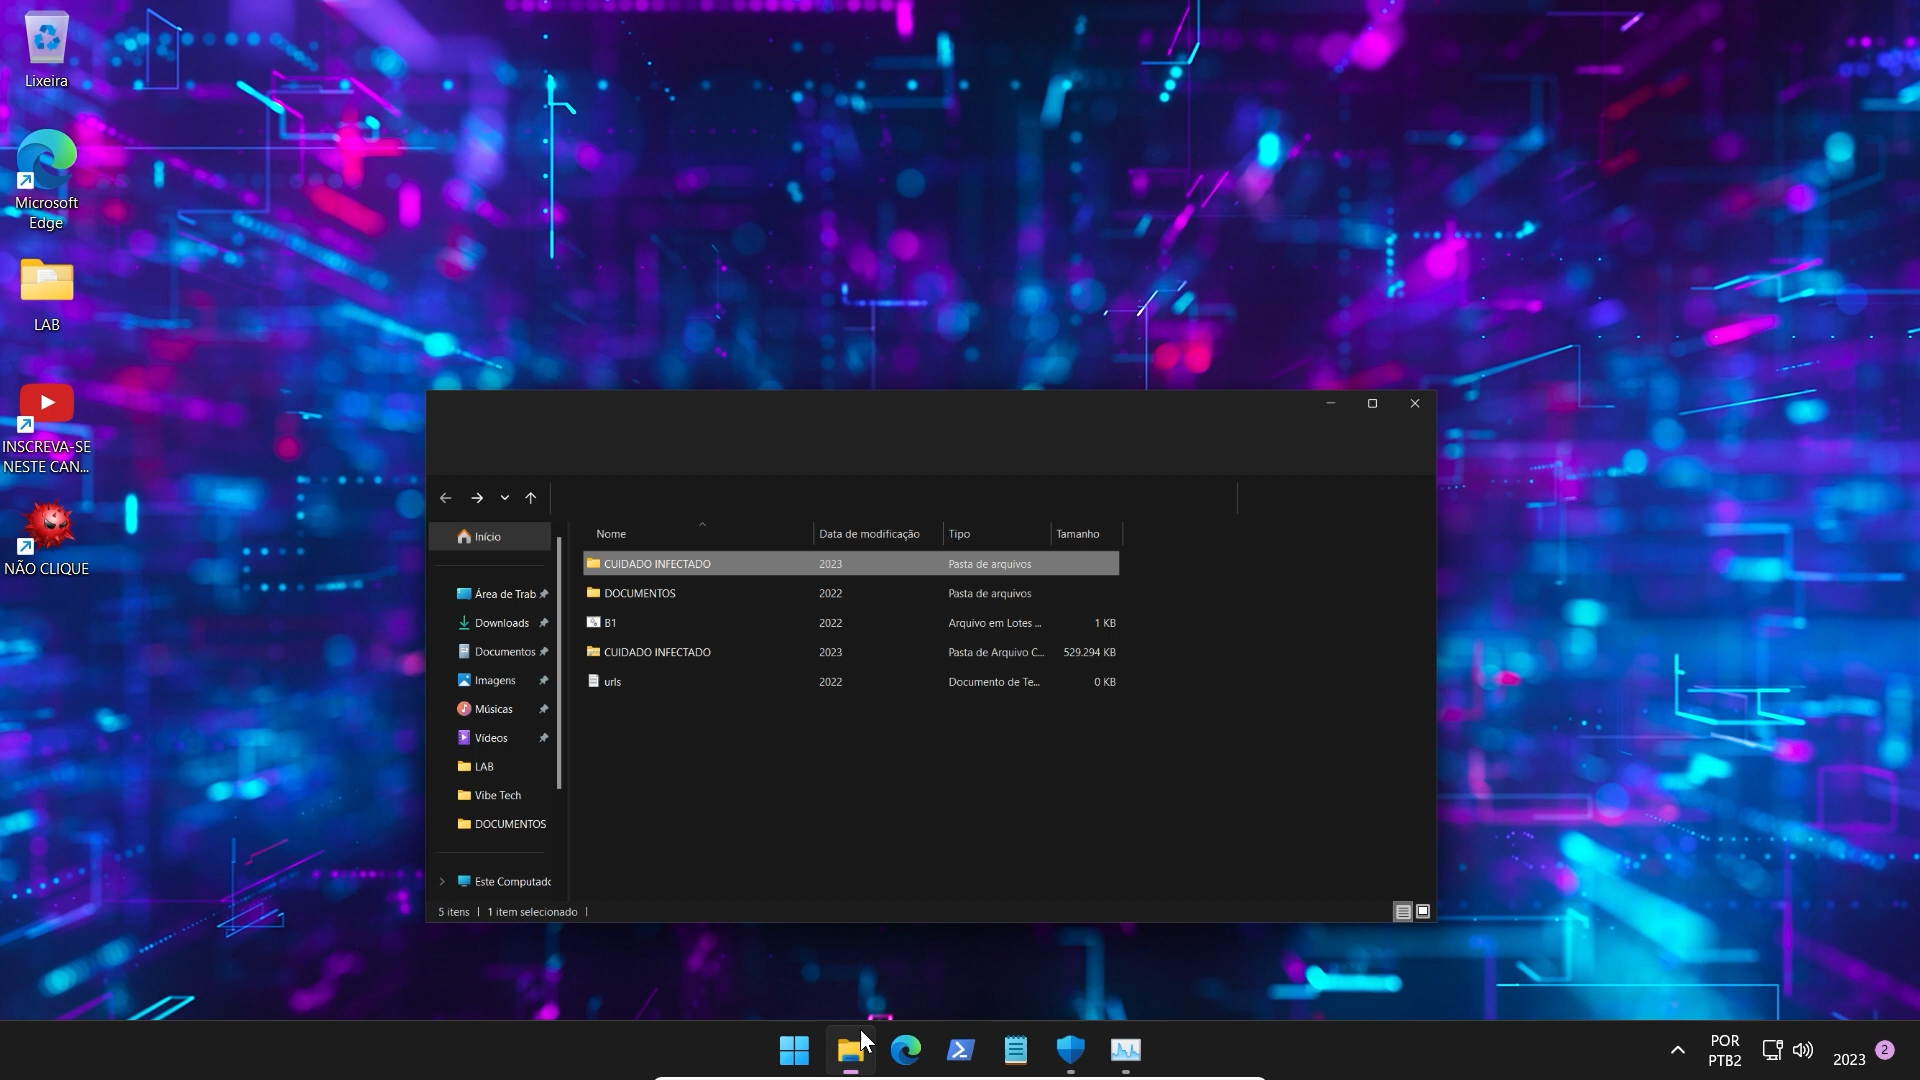 Lixeira
Microsoft
Edge
LAB
INSCREVA-SE
NESTE CAN...
NÃO CLIQUE
Nome
Data de modificação
Tipo
Tamanho
Início
CUIDADO INFECTADO 2023 Pasta de arquivos
DOCUMENTOS 2022 Pasta de arquivos
B1 2022 Arquivo em Lotes ... 1 KB
CUIDADO INFECTADO 2023 Pasta de Arquivo C... 529.294 KB
urls 2022 Documento de Te... 0 KB
Área de Trab
Downloads
Documentos
Imagens
Músicas
Vídeos
LAB
Vibe Tech
DOCUMENTOS
Este Computado
5 itens
1 item selecionado
POR
PTB2
2023
2